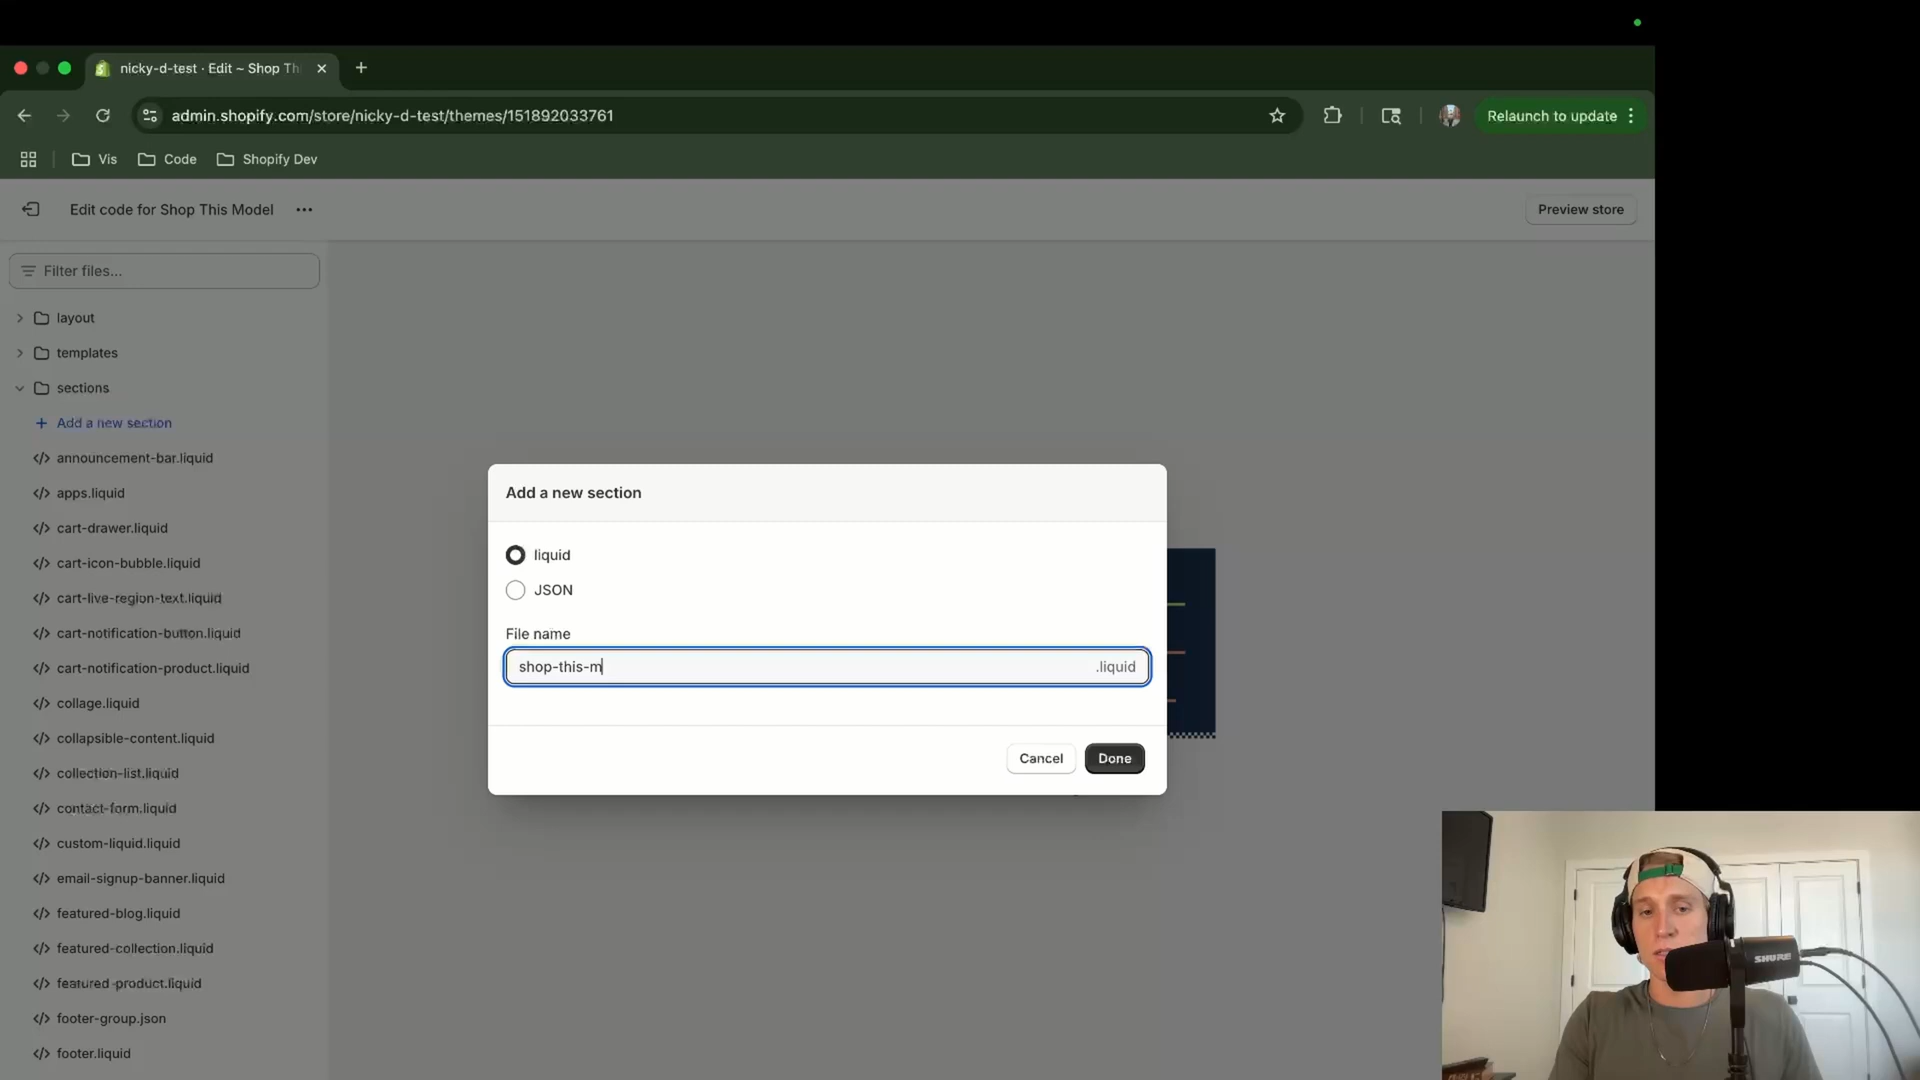 nicky-d-test · Edit ~ Shop Th
admin.shopify.com/store/nicky-d-test/themes/151892033761
Relaunch to update
Vis
Code
Shopify Dev
Edit code for Shop This Model
Preview store
Filter files...
layout
templates
sections
Add a new section
announcement-bar.liquid
apps.liquid
cart-drawer.liquid
cart-icon-bubble.liquid
cart-live-region-text.liquid
cart-notification-button.liquid
cart-notification-product.liquid
collage.liquid
collapsible-content.liquid
collection-list.liquid
contact-form.liquid
custom-liquid.liquid
email-signup-banner.liquid
featured-blog.liquid
featured-collection.liquid
featured-product.liquid
footer-group.json
footer.liquid
Add a new section
liquid
JSON
File name
shop-this-m
.liquid
Cancel
Done
SHURE